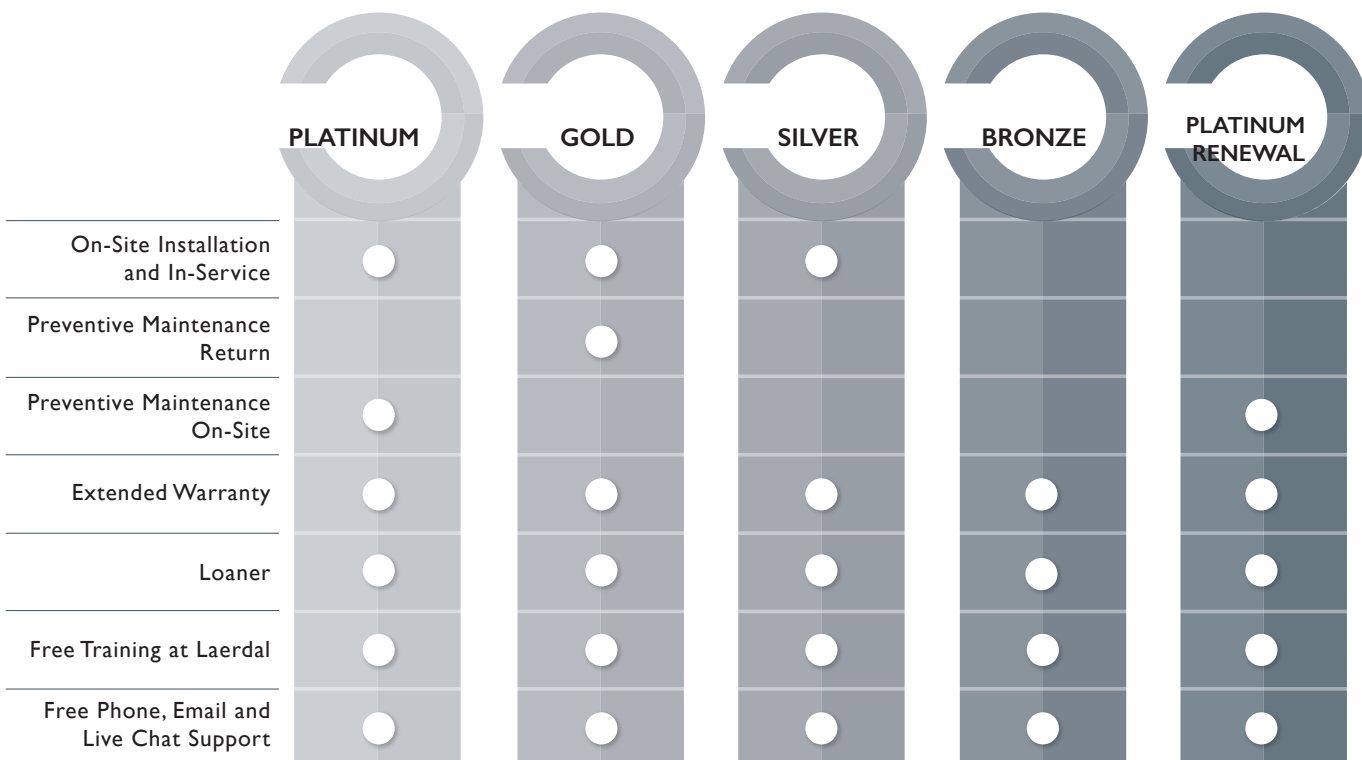 PLATINUM
GOLD
SILVER
BRONZE
PLATINUM
RENEWAL
On-Site Installation
and In-Service
Preventive Maintenance
Return
Preventive Maintenance
On-Site
Extended Warranty
Loaner
Free Training at Laerdal
Free Phone, Email and
Live Chat Support